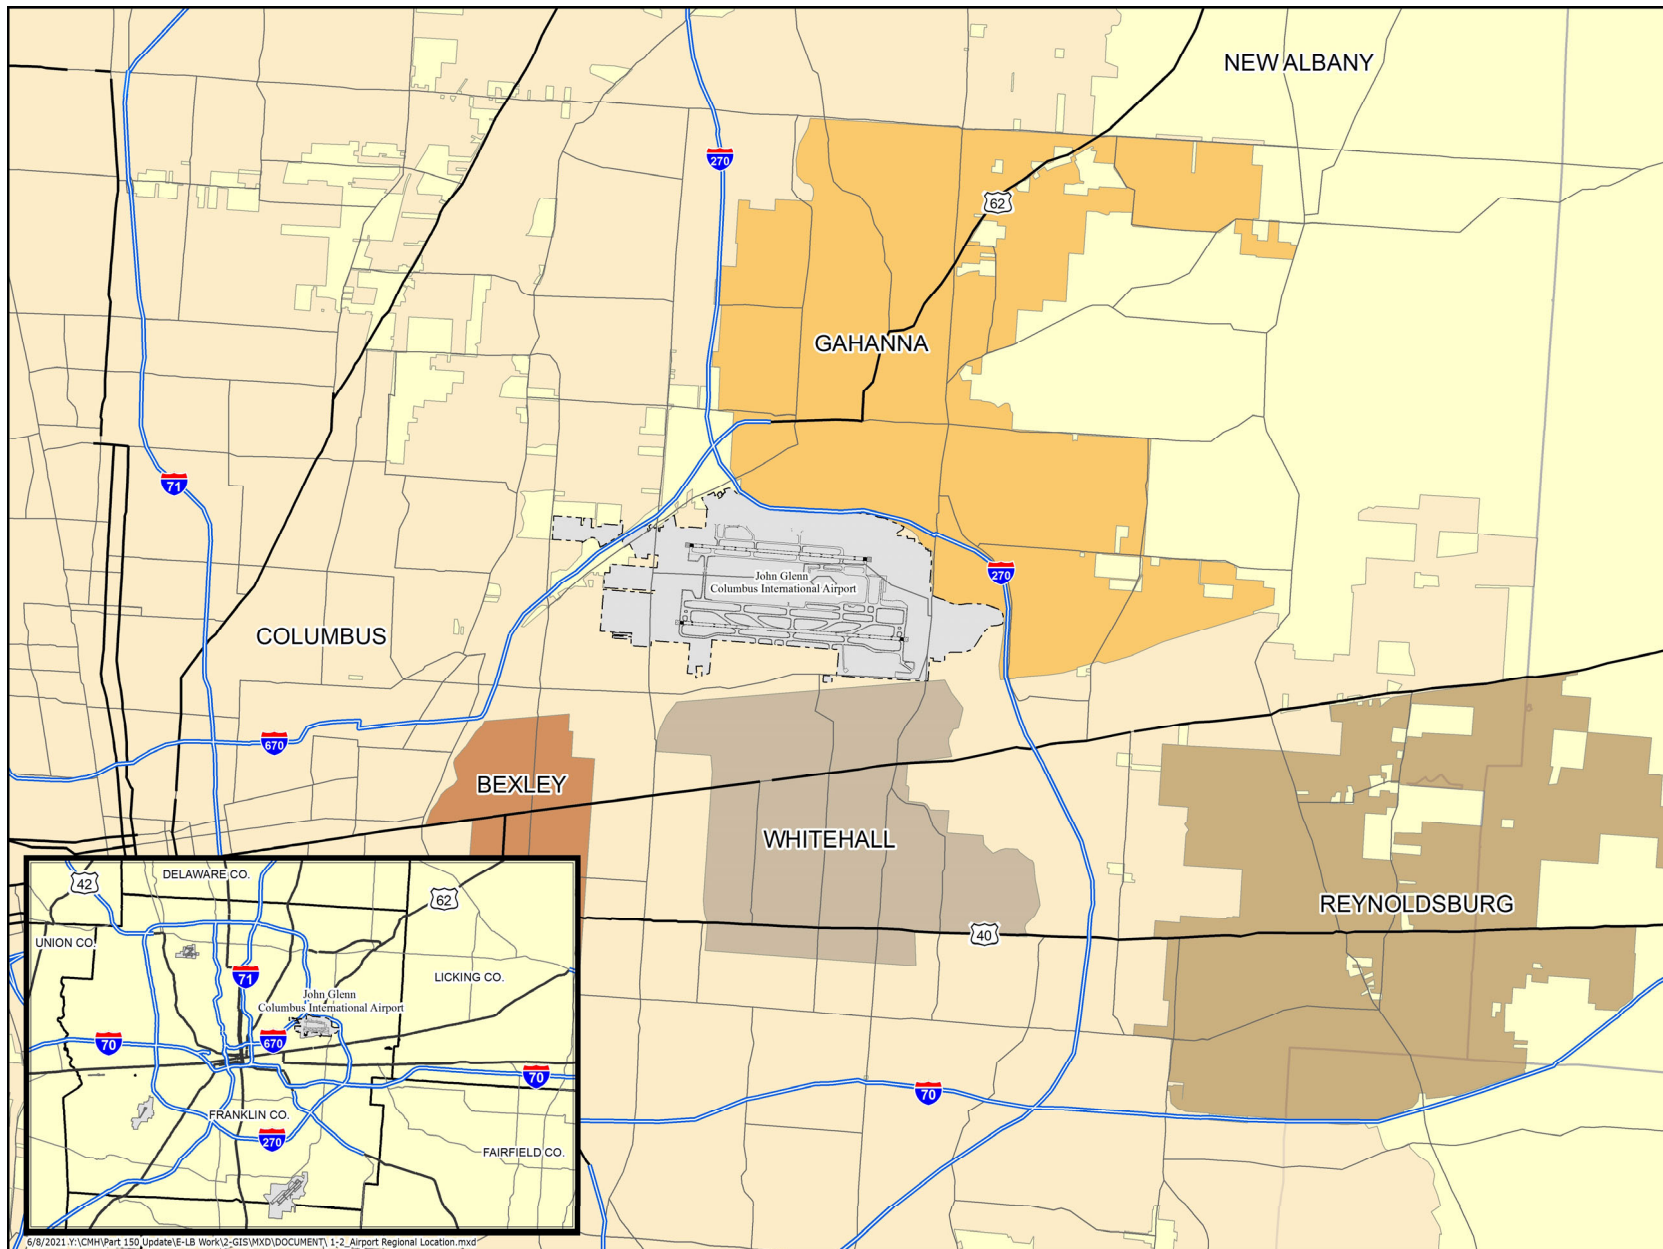 NEW ALBANY
270
62
GAHANNA
71
270
John Glenn
Columbus International Airport
COLUMBUS
670
BEXLEY
WHITEHALL
REYNOLDSBURG
40
70
DELAWARE CO.
42
62
UNION CO.
71
LICKING CO.
John Glenn
Columbus International Airport
70
670
70
FRANKLIN CO.
270
FAIRFIELD CO.
6/8/2021 Y:\CMH\Part 150 Update\E-LB Work\2-GIS\MXD\DOCUMENT\ 1-2_Airport Regional Location.mxd